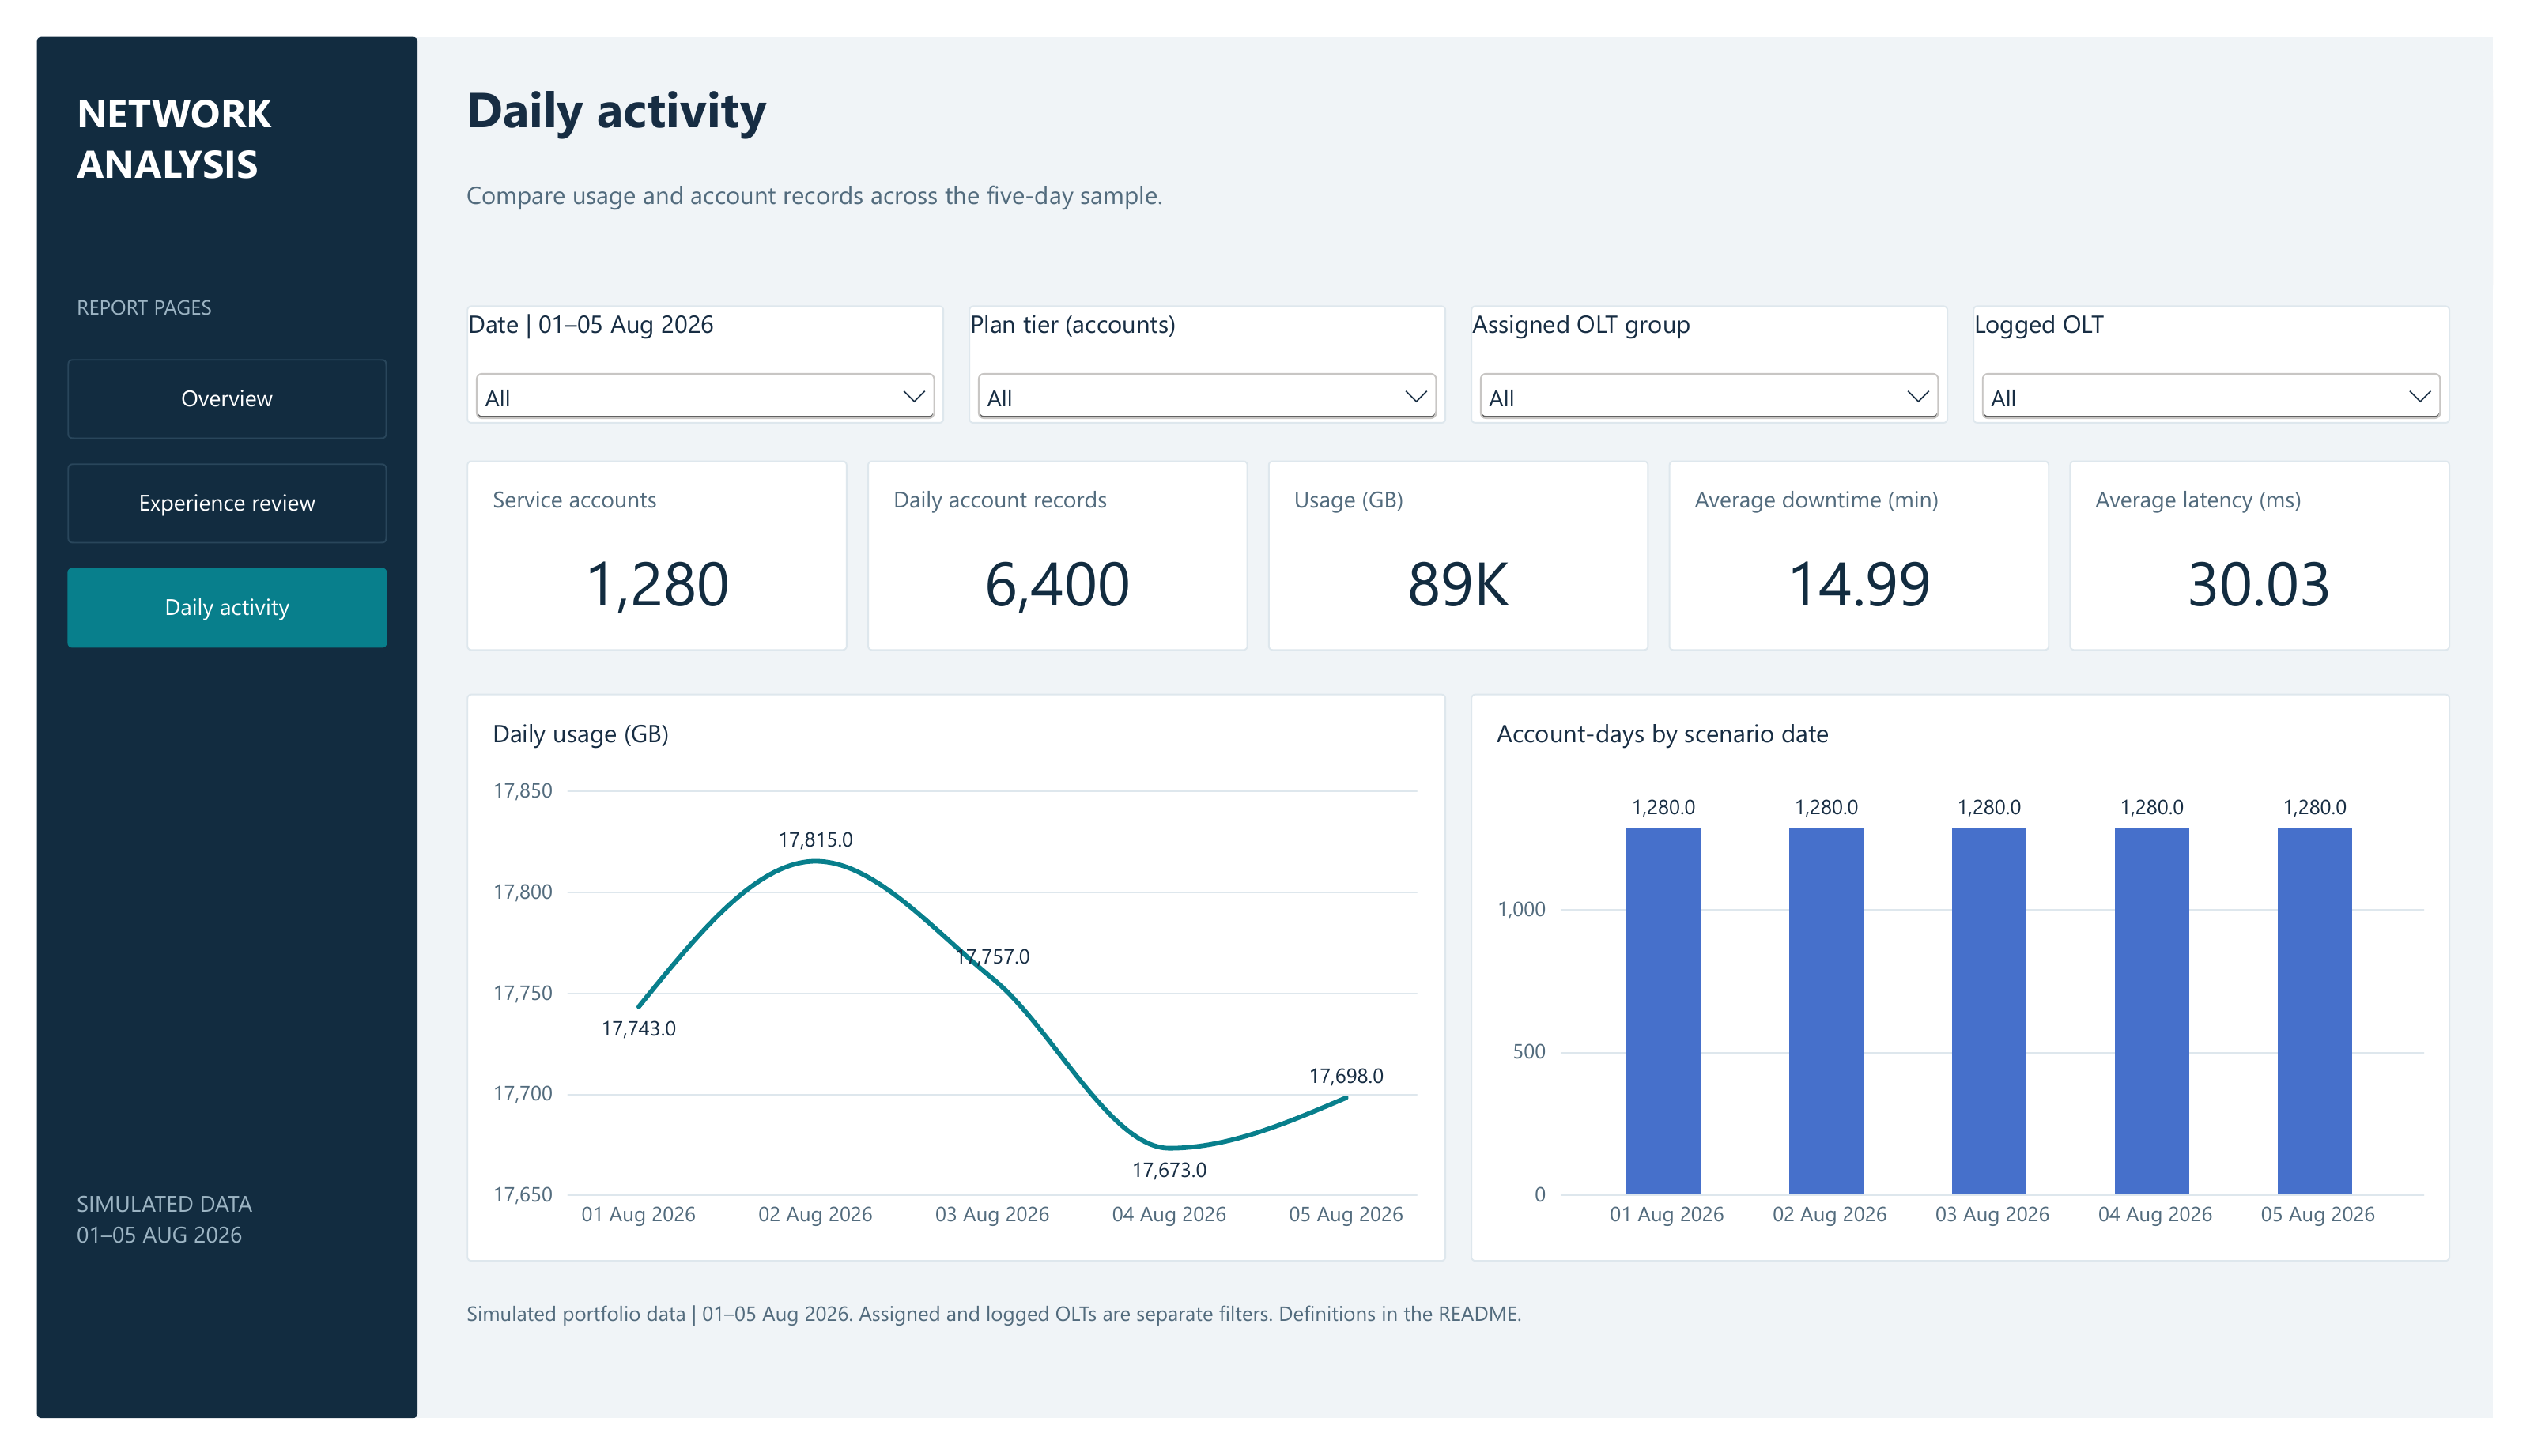 NETWORK
ANALYSIS
REPORT PAGES
Overview
Experience review
Daily activity
SIMULATED DATA
01–05 AUG 2026
Daily activity
Compare usage and account records across the five-day sample.
Date | 01–05 Aug 2026
All
Plan tier (accounts)
All
Assigned OLT group
All
Logged OLT
All
Service accounts
1,280
Daily account records
6,400
Usage (GB)
89K
Average downtime (min)
14.99
Average latency (ms)
30.03
Daily usage (GB)
17,850
17,800
17,750
17,700
17,650
17,743.0
17,815.0
17,757.0
17,673.0
17,698.0
01 Aug 2026 02 Aug 2026 03 Aug 2026 04 Aug 2026 05 Aug 2026
Account-days by scenario date
1,280.0 1,280.0 1,280.0 1,280.0 1,280.0
1,000
500
0
01 Aug 2026 02 Aug 2026 03 Aug 2026 04 Aug 2026 05 Aug 2026
Simulated portfolio data | 01–05 Aug 2026. Assigned and logged OLTs are separate filters. Definitions in the README.